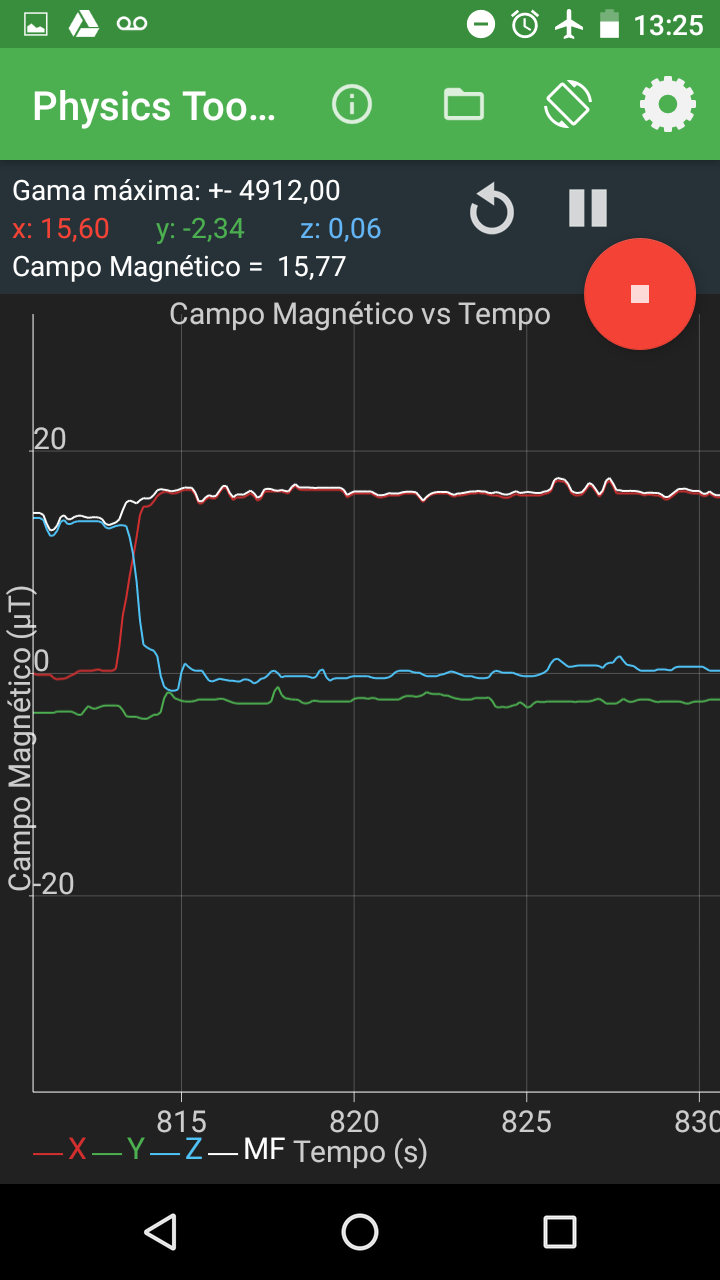 13:25
Physics Too...
Gama máxima: +- 4912,00
x: 15,60 y: -2,34 z: 0,06
Campo Magnético = 15,77
Campo Magnético vs Tempo
20
0
-20
Campo Magnético (µT)
815 820 825 830
X Y Z MF Tempo (s)